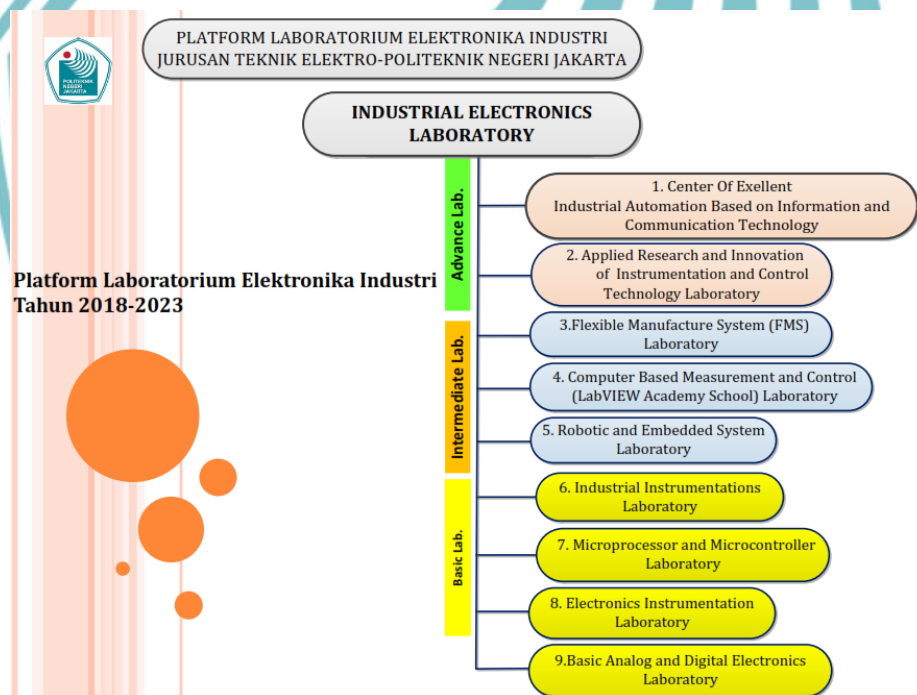 PLATFORM LABORATORIUM ELEKTRONIKA INDUSTRI
JURUSAN TEKNIK ELEKTRO-POLITEKNIK NEGERI JAKARTA
POLITEKNIK
NEGERI
JAKARTA
INDUSTRIAL ELECTRONICS
LABORATORY
Platform Laboratorium Elektronika Industri
Tahun 2018-2023
Advance Lab.
1. Center Of Exellent
Industrial Automation Based on Information and
Communication Technology
2. Applied Research and Innovation
of Instrumentation and Control
Technology Laboratory
Intermediate Lab.
3.Flexible Manufacture System (FMS)
Laboratory
4. Computer Based Measurement and Control
(LabVIEW Academy School) Laboratory
5. Robotic and Embedded System
Laboratory
Basic Lab.
6. Industrial Instrumentations
Laboratory
7. Microprocessor and Microcontroller
Laboratory
8. Electronics Instrumentation
Laboratory
9.Basic Analog and Digital Electronics
Laboratory